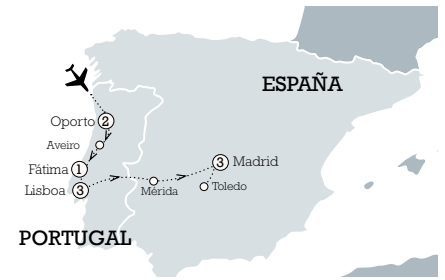 ESPAÑA
Oporto 2
Aveiro
Fátima 1
3 Madrid
Lisboa 3
Mérida
Toledo
PORTUGAL